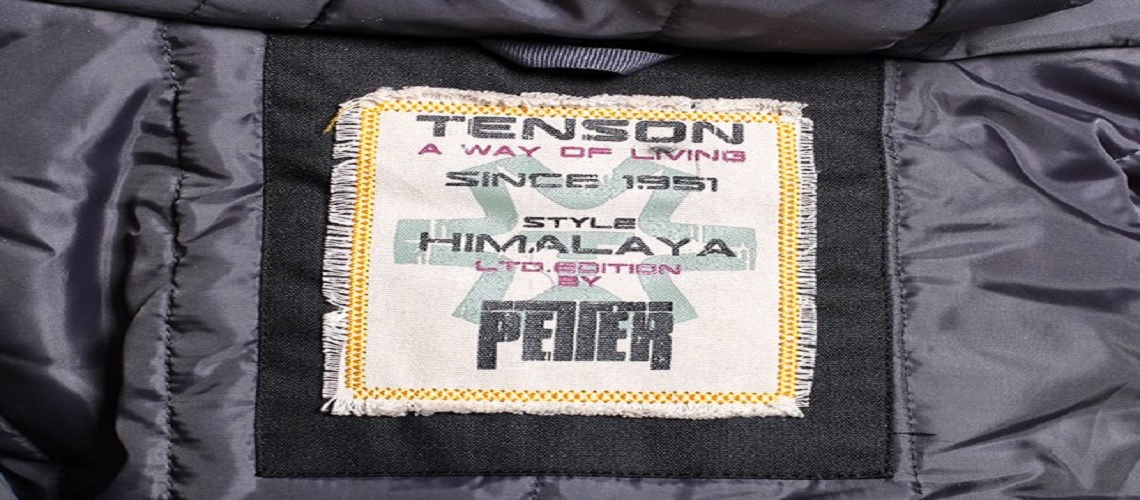 TENSON
A WAY OF LIVING
SINCE 1951
STYLE
HIMALAYA
LTD.EDITION
BY
PETTER